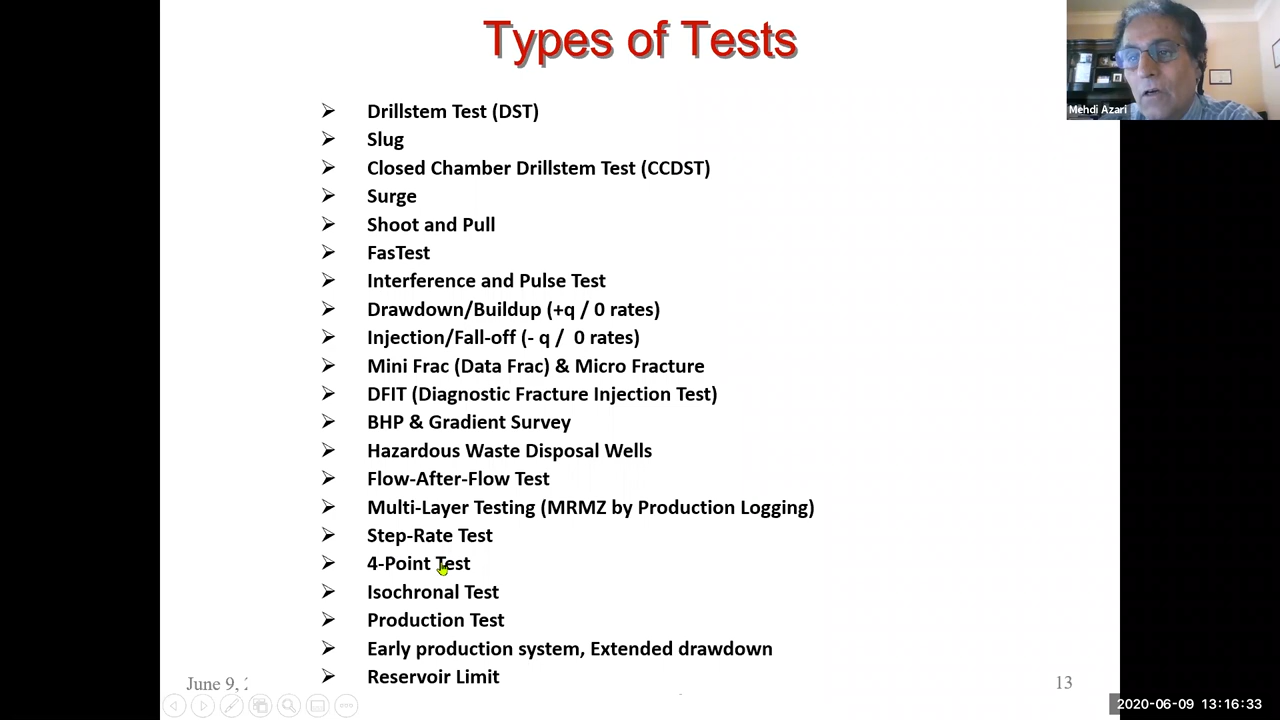 Types of Tests
Mehdi Azari
Drillstem Test (DST)
Slug
Closed Chamber Drillstem Test (CCDST)
Surge
Shoot and Pull
FasTest
Interference and Pulse Test
Drawdown/Buildup (+q / 0 rates)
Injection/Fall-off (- q /  0 rates)
Mini Frac (Data Frac) & Micro Fracture
DFIT (Diagnostic Fracture Injection Test)
BHP & Gradient Survey
Hazardous Waste Disposal Wells
Flow-After-Flow Test
Multi-Layer Testing (MRMZ by Production Logging)
Step-Rate Test
4-Point Test
Isochronal Test
Production Test
Early production system, Extended drawdown
Reservoir Limit
June 9,
13
2020-06-09 13:16:33